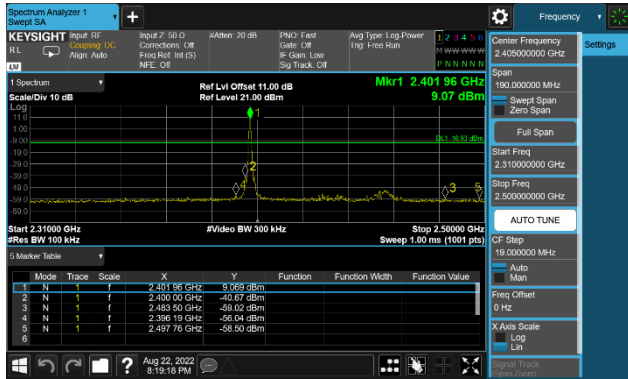 Spectrum Analyzer 1
Swept SA
Frequency
KEYSIGHT Input: RF
Coupling: DC
Align: Auto
RL
Input Z: 50 Ω
Corrections: Off
Freq Ref: Int (S)
NFE: Off
#Atten: 20 dB
PNO: Fast
Gate: Off
IF Gain: Low
Sig Track: Off
Avg Type: Log-Power
Trig: Free Run
1 2 3 4 5 6
M W W W W W
P N N N N N
LXI
1 Spectrum
Scale/Div 10 dB
Ref Lvl Offset 11.00 dB
Ref Level 21.00 dBm
Mkr1 2.401 96 GHz
9.07 dBm
Log
11.0
1.00
-9.00
-19.0
-29.0
-39.0
-49.0
-59.0
-69.0
1
2
3
4
5
DL1 -10.93 dBm
Start 2.31000 GHz
#Res BW 100 kHz
#Video BW 300 kHz
Stop 2.50000 GHz
Sweep 1.00 ms (1001 pts)
5 Marker Table
Mode Trace Scale X Y Function Function Width Function Value
1 N 1 f 2.401 96 GHz 9.069 dBm
2 N 1 f 2.400 00 GHz -40.67 dBm
3 N 1 f 2.483 50 GHz -59.02 dBm
4 N 1 f 2.396 19 GHz -56.04 dBm
5 N 1 f 2.497 76 GHz -58.50 dBm
6
?
Aug 22, 2022
8:19:18 PM
Center Frequency
2.405000000 GHz
Settings
Span
190.000000 MHz
Swept Span
Zero Span
Full Span
Start Freq
2.310000000 GHz
Stop Freq
2.500000000 GHz
AUTO TUNE
CF Step
19.000000 MHz
Auto
Man
Freq Offset
0 Hz
X Axis Scale
Log
Lin
Signal Track
(Span Zoom)